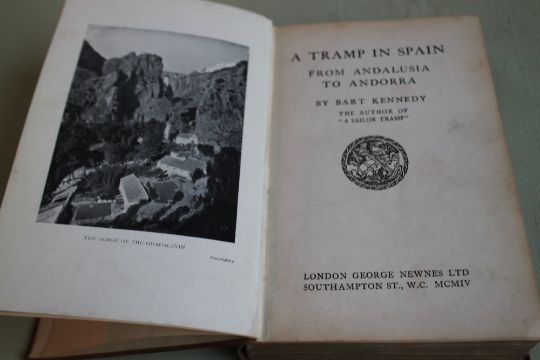 THE GORGE OF THE GUADALEVIN
Frontispiece
A TRAMP IN SPAIN
FROM ANDALUSIA
TO ANDORRA
BY BART KENNEDY
THE AUTHOR OF
"A SAILOR TRAMP"
LONDON GEORGE NEWNES LTD
SOUTHAMPTON ST., W.C. MCMIV